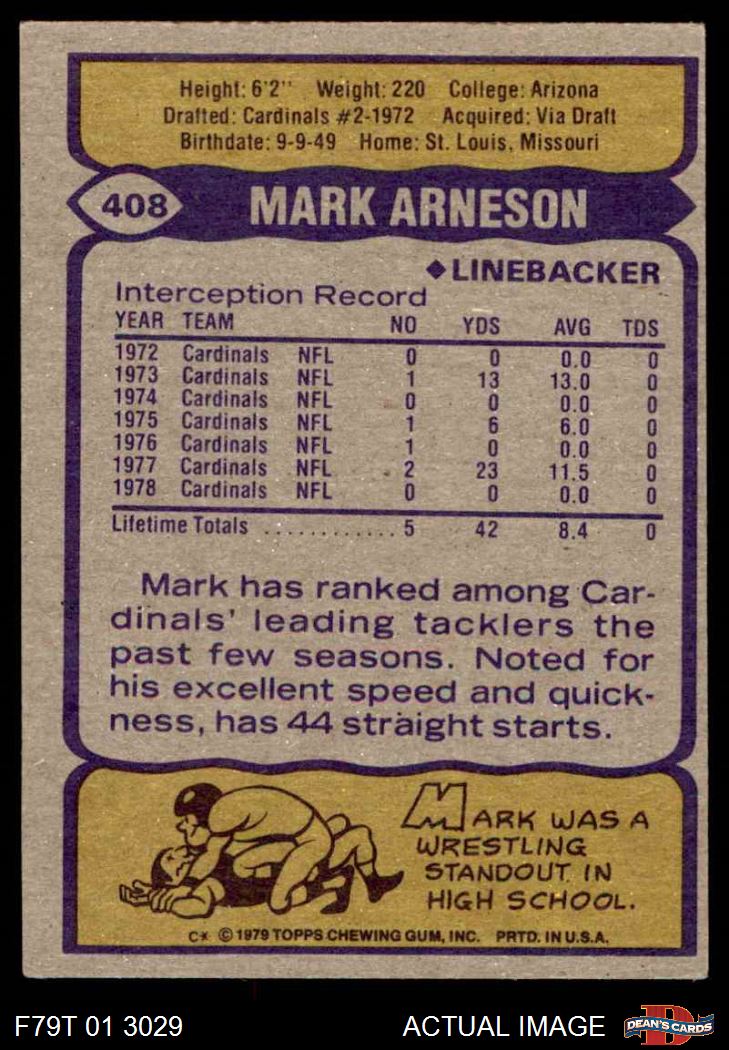 Height: 6'2" Weight: 220 College: Arizona
Drafted: Cardinals #2-1972 Acquired: Via Draft
Birthdate: 9-9-49 Home: St. Louis, Missouri
408 MARK ARNESON
◆LINEBACKER
Interception Record
YEAR TEAM NO YDS AVG TDS
1972 Cardinals NFL 0 0 0.0 0
1973 Cardinals NFL 1 13 13.0 0
1974 Cardinals NFL 0 0 0.0 0
1975 Cardinals NFL 1 6 6.0 0
1976 Cardinals NFL 1 0 0.0 0
1977 Cardinals NFL 2 23 11.5 0
1978 Cardinals NFL 0 0 0.0 0
Lifetime Totals ............ 5 42 8.4 0
Mark has ranked among Car-
dinals' leading tacklers the
past few seasons. Noted for
his excellent speed and quick-
ness, has 44 straight starts.
MARK WAS A
WRESTLING
STANDOUT IN
HIGH SCHOOL.
C* © 1979 TOPPS CHEWING GUM, INC. PRTD. IN U.S.A.
F79T 01 3029 ACTUAL IMAGE D DEAN'S CARDS